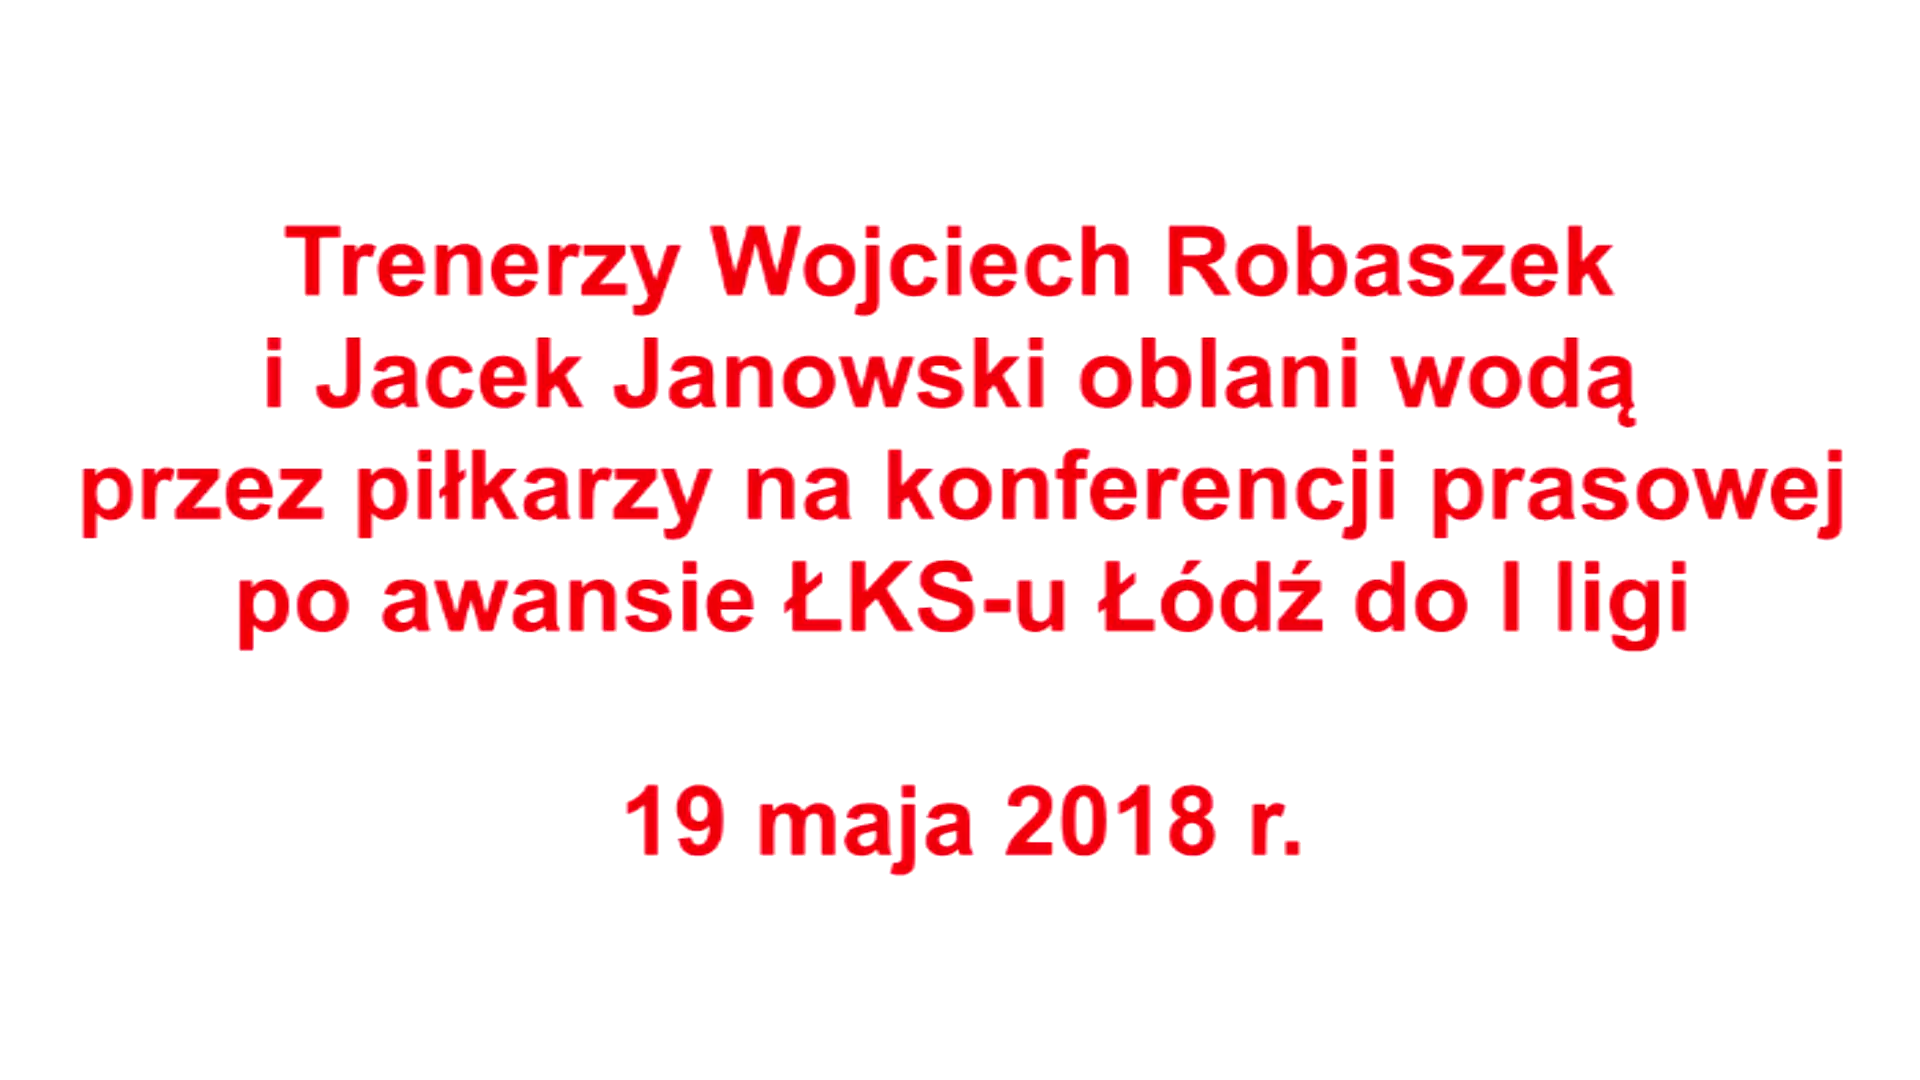 Trenerzy Wojciech Robaszek
i Jacek Janowski oblani wodą
przez piłkarzy na konferencji prasowej
po awansie ŁKS-u Łódź do I ligi
19 maja 2018 r.